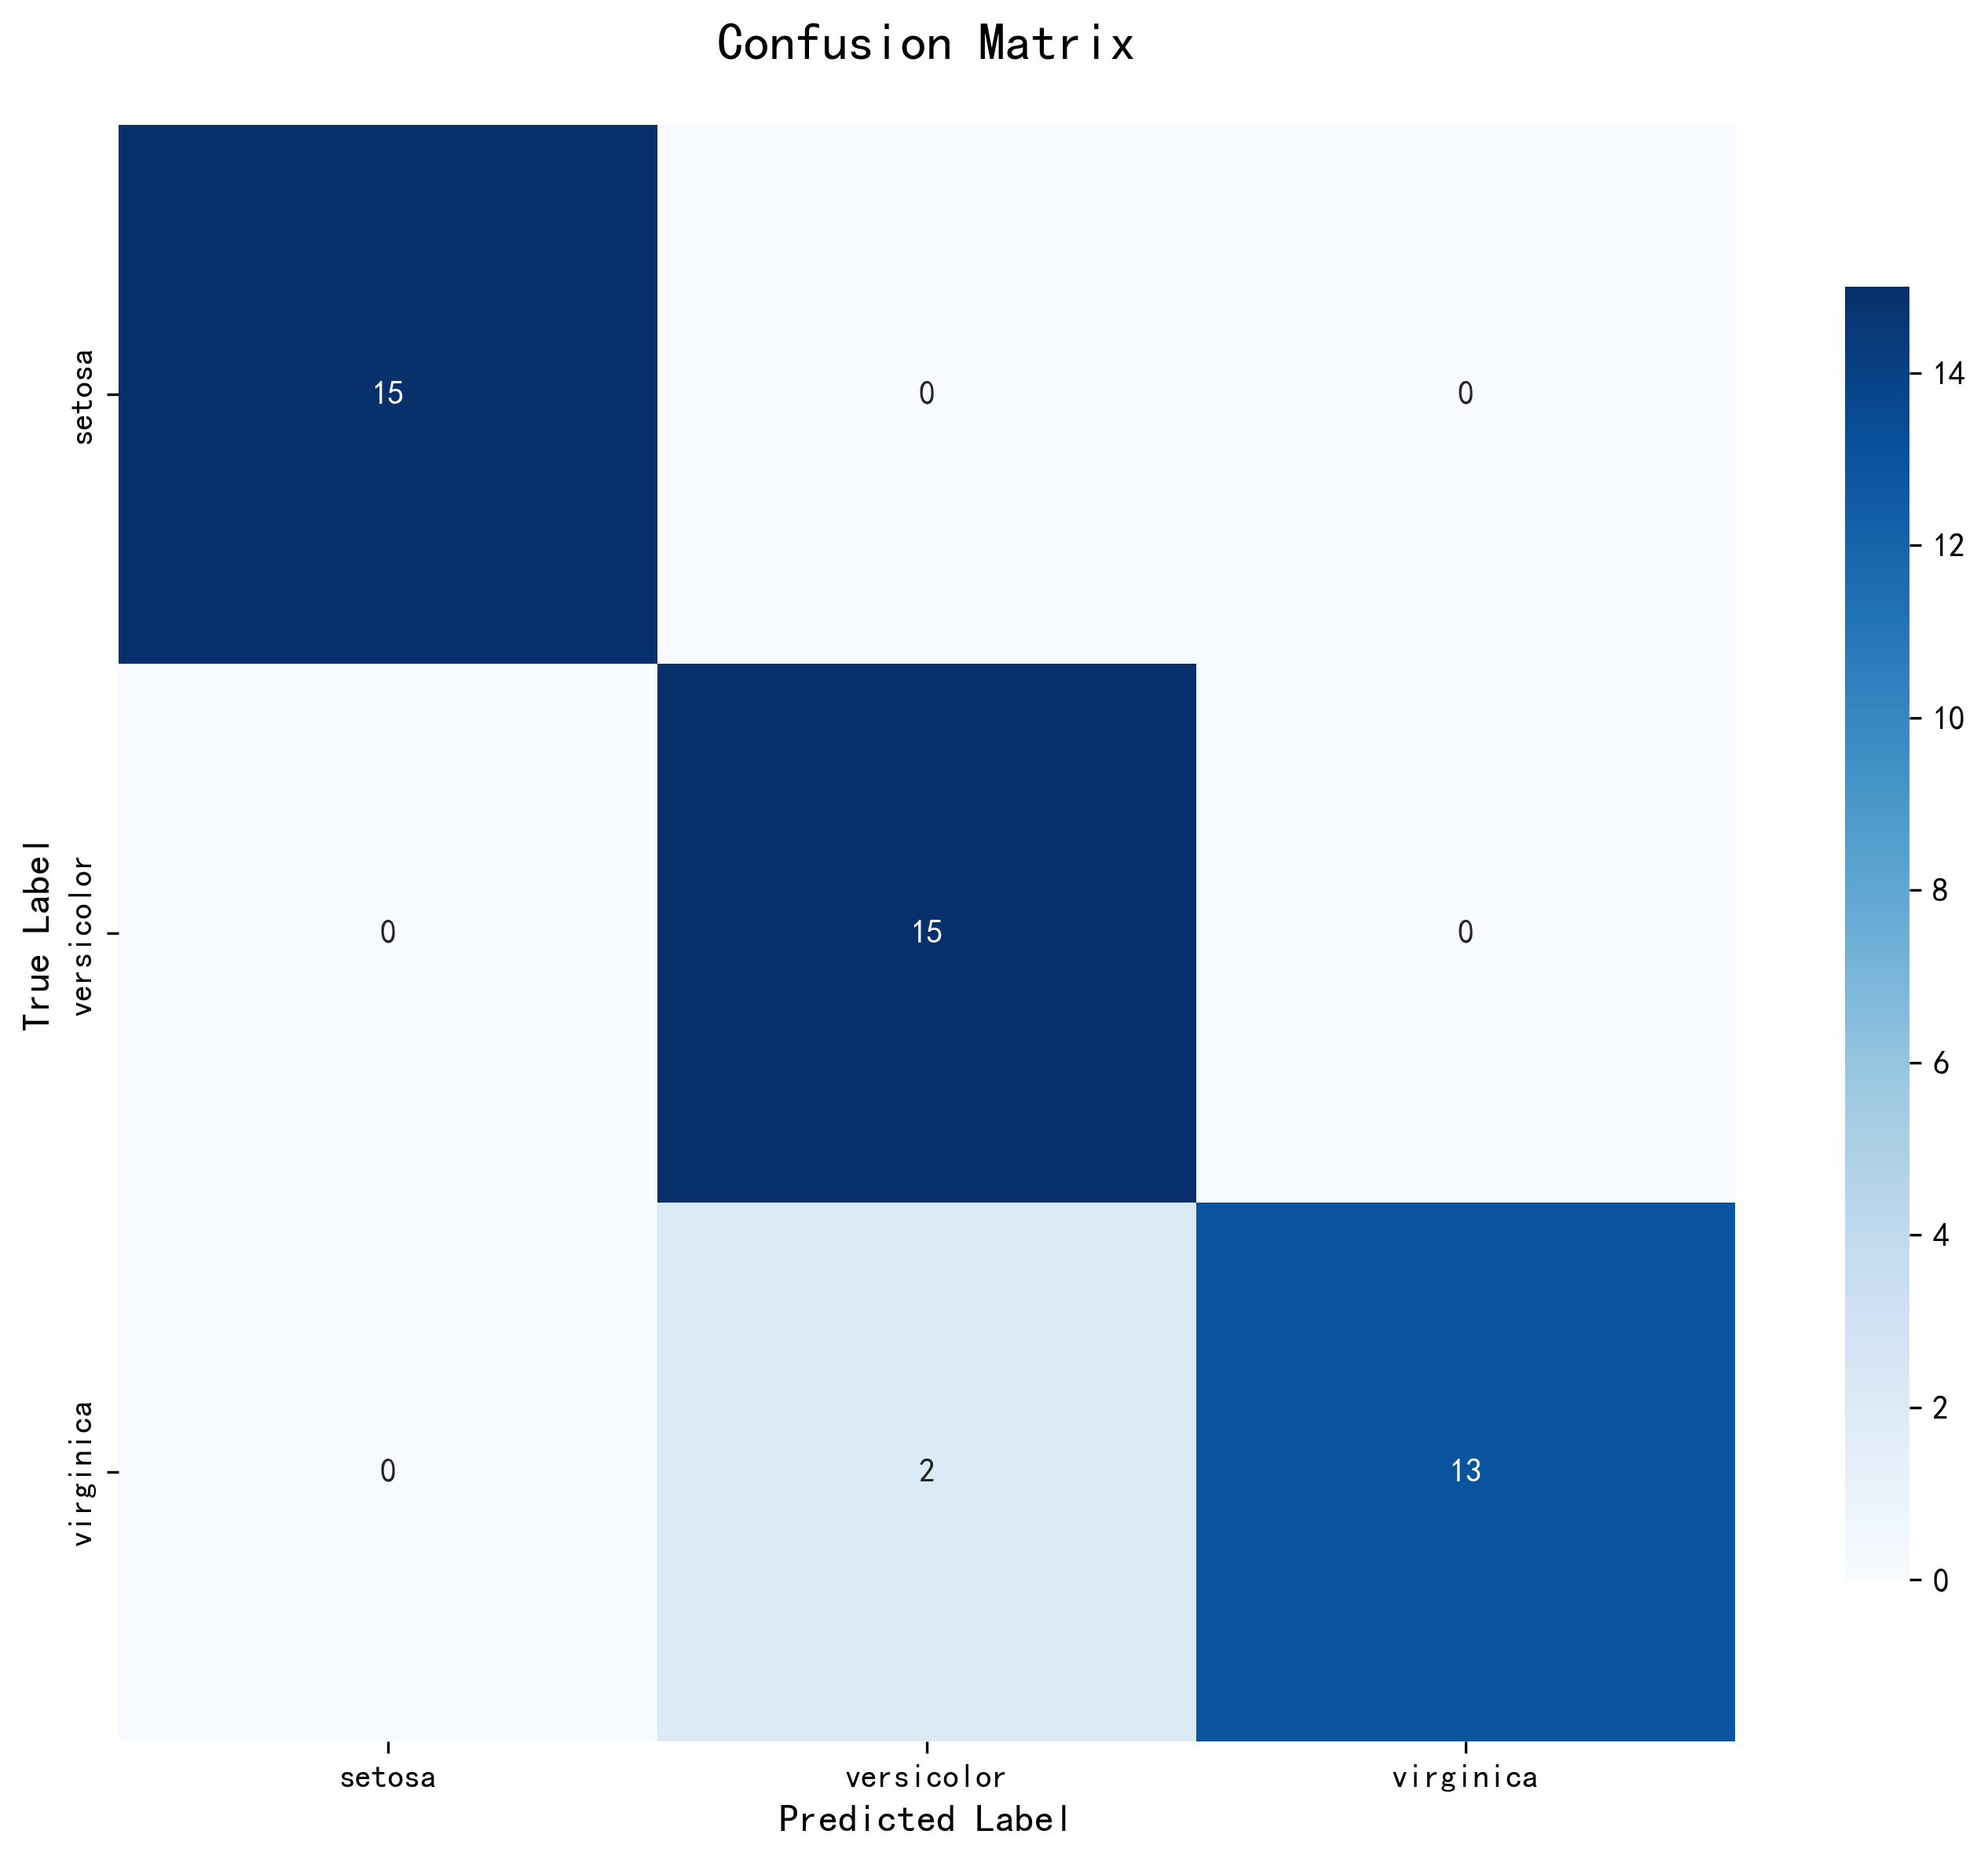 Confusion Matrix
True Label
setosa
15 0 0
versicolor
0 15 0
virginica
0 2 13
setosa versicolor virginica
Predicted Label
14
12
10
8
6
4
2
0